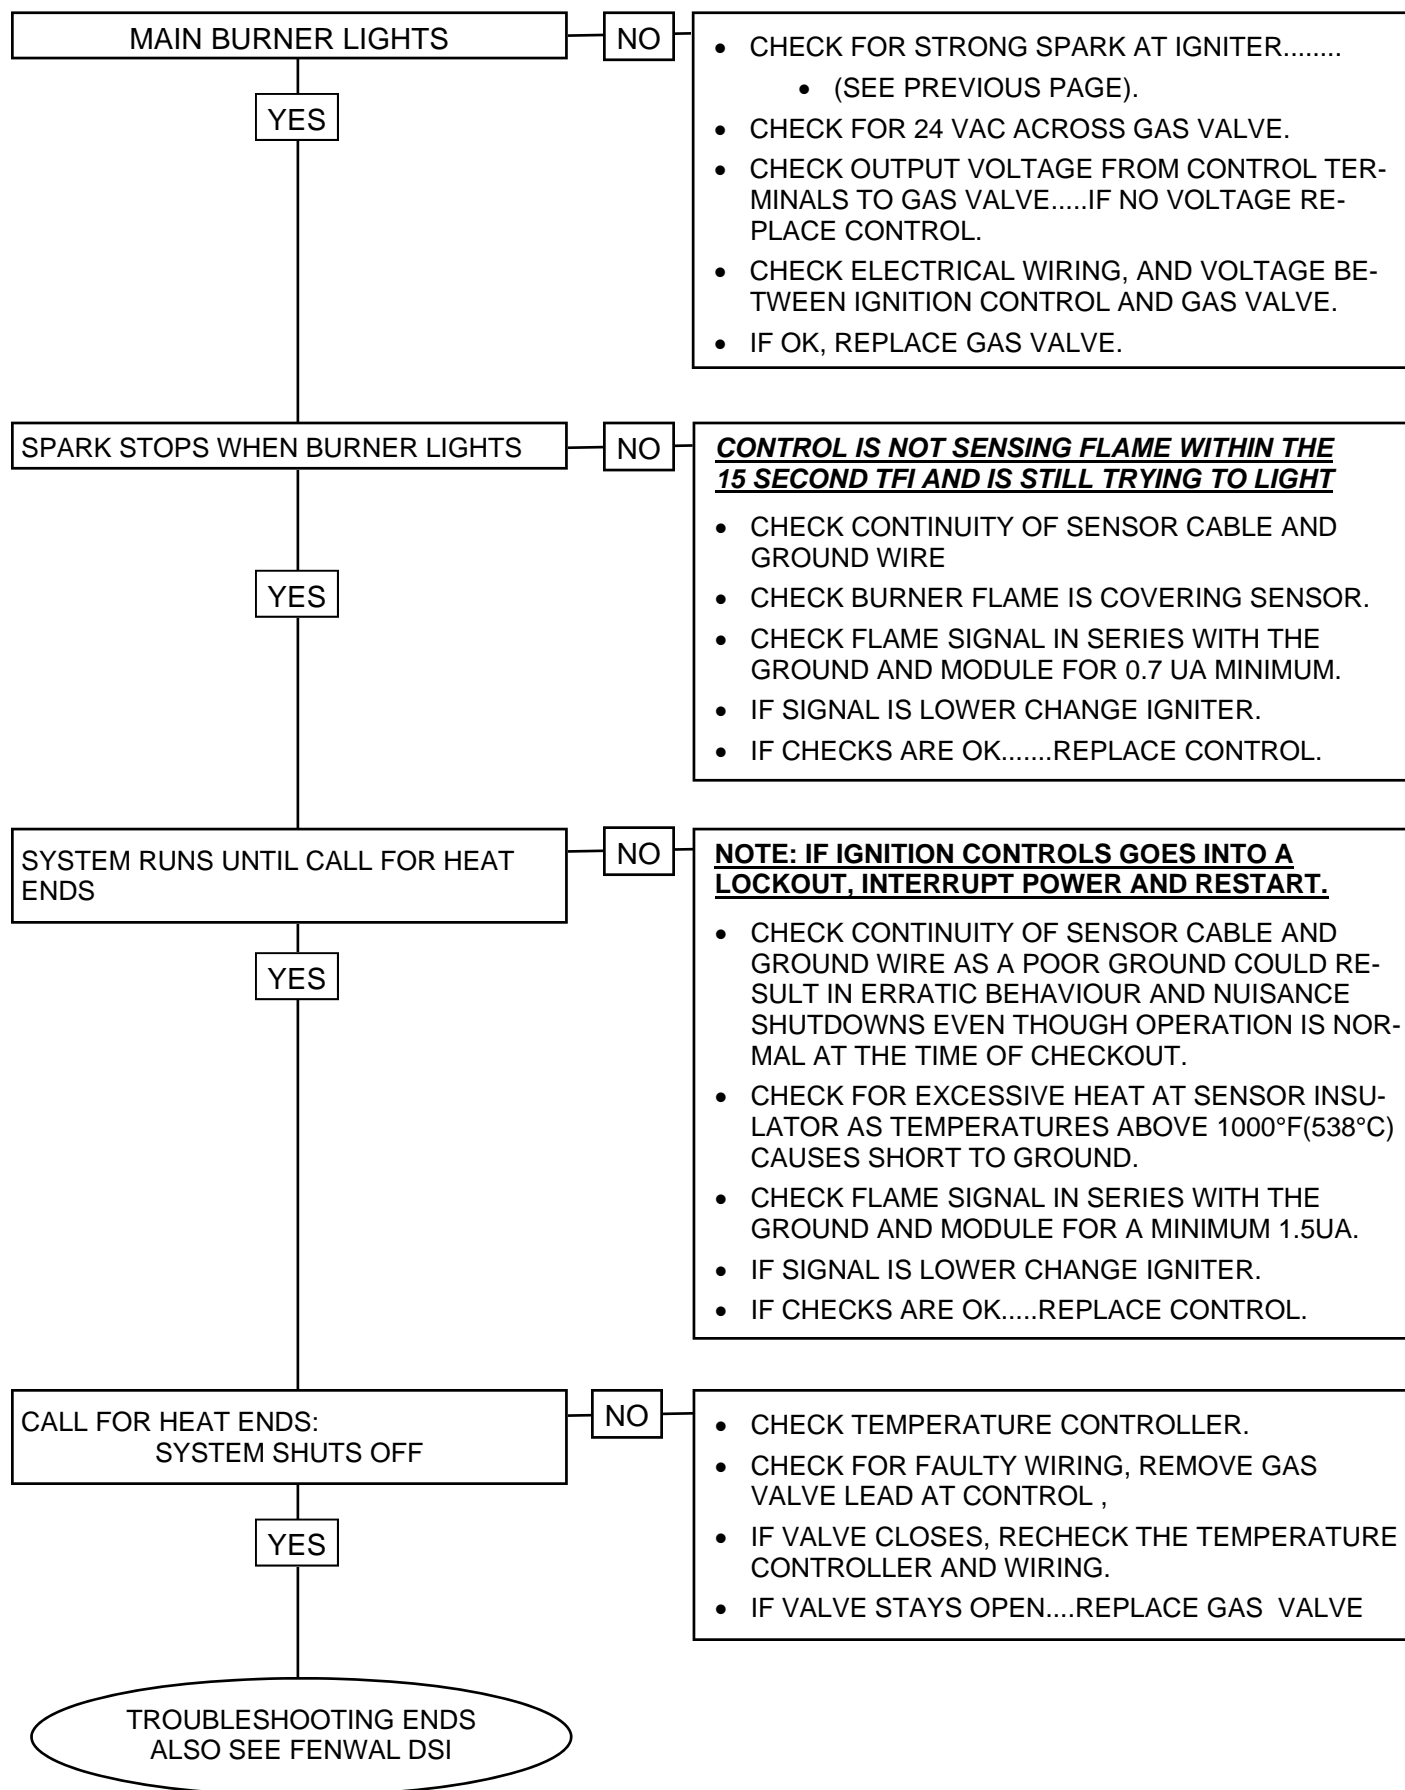 MAIN BURNER LIGHTS
NO
• CHECK FOR STRONG SPARK AT IGNITER........
• (SEE PREVIOUS PAGE).
• CHECK FOR 24 VAC ACROSS GAS VALVE.
• CHECK OUTPUT VOLTAGE FROM CONTROL TER-
MINALS TO GAS VALVE.....IF NO VOLTAGE RE-
PLACE CONTROL.
• CHECK ELECTRICAL WIRING, AND VOLTAGE BE-
TWEEN IGNITION CONTROL AND GAS VALVE.
• IF OK, REPLACE GAS VALVE.
YES
SPARK STOPS WHEN BURNER LIGHTS
NO
CONTROL IS NOT SENSING FLAME WITHIN THE
15 SECOND TFI AND IS STILL TRYING TO LIGHT
• CHECK CONTINUITY OF SENSOR CABLE AND
GROUND WIRE
• CHECK BURNER FLAME IS COVERING SENSOR.
• CHECK FLAME SIGNAL IN SERIES WITH THE
GROUND AND MODULE FOR 0.7 UA MINIMUM.
• IF SIGNAL IS LOWER CHANGE IGNITER.
• IF CHECKS ARE OK.......REPLACE CONTROL.
YES
SYSTEM RUNS UNTIL CALL FOR HEAT
ENDS
NO
NOTE: IF IGNITION CONTROLS GOES INTO A
LOCKOUT, INTERRUPT POWER AND RESTART.
• CHECK CONTINUITY OF SENSOR CABLE AND
GROUND WIRE AS A POOR GROUND COULD RE-
SULT IN ERRATIC BEHAVIOUR AND NUISANCE
SHUTDOWNS EVEN THOUGH OPERATION IS NOR-
MAL AT THE TIME OF CHECKOUT.
• CHECK FOR EXCESSIVE HEAT AT SENSOR INSU-
LATOR AS TEMPERATURES ABOVE 1000°F(538°C)
CAUSES SHORT TO GROUND.
• CHECK FLAME SIGNAL IN SERIES WITH THE
GROUND AND MODULE FOR A MINIMUM 1.5UA.
• IF SIGNAL IS LOWER CHANGE IGNITER.
• IF CHECKS ARE OK.....REPLACE CONTROL.
YES
CALL FOR HEAT ENDS:
SYSTEM SHUTS OFF
NO
• CHECK TEMPERATURE CONTROLLER.
• CHECK FOR FAULTY WIRING, REMOVE GAS
VALVE LEAD AT CONTROL ,
• IF VALVE CLOSES, RECHECK THE TEMPERATURE
CONTROLLER AND WIRING.
• IF VALVE STAYS OPEN....REPLACE GAS VALVE
YES
TROUBLESHOOTING ENDS
ALSO SEE FENWAL DSI